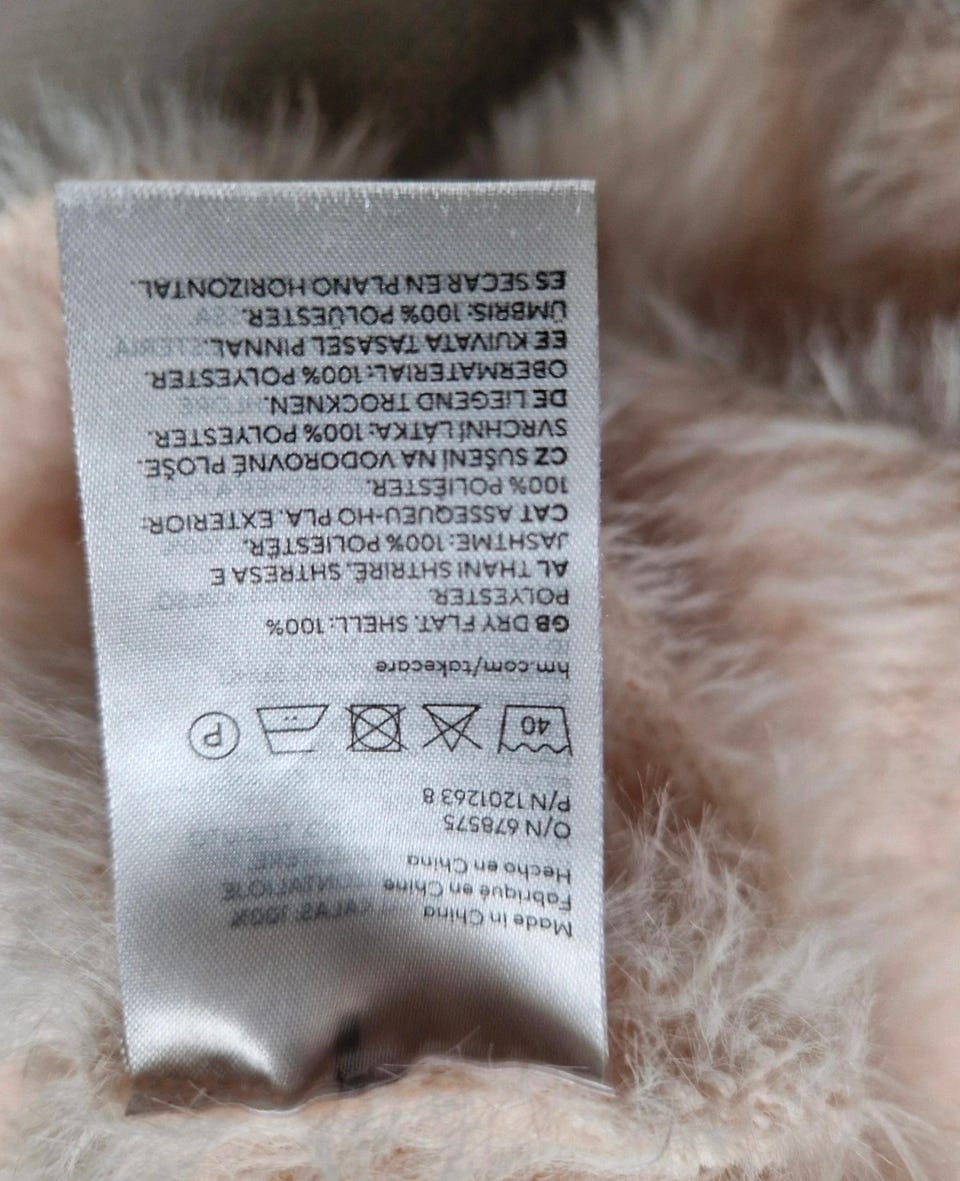 Made in China
Fabriqué en Chine
Hecho en China
O/N 678575
P/N 1201263 8
40 P
hm.com/takecare
GB DRY FLAT. SHELL: 100%
POLYESTER.
AL THANI SHTRIRË. SHTRESA E
JASHTME: 100% POLIESTËR.
CAT ASSEQUEU-HO PLA. EXTERIOR:
100% POLIÈSTER.
CZ SUŠENÍ NA VODOROVNÉ PLOŠE.
SVRCHNÍ LÁTKA: 100% POLYESTER.
DE LIEGEND TROCKNEN.
OBERMATERIAL: 100% POLYESTER.
EE KUIVATA TASASEL PINNAL.
ÜMBRIS: 100% POLÜESTER.
ES SECAR EN PLANO HORIZONTAL.